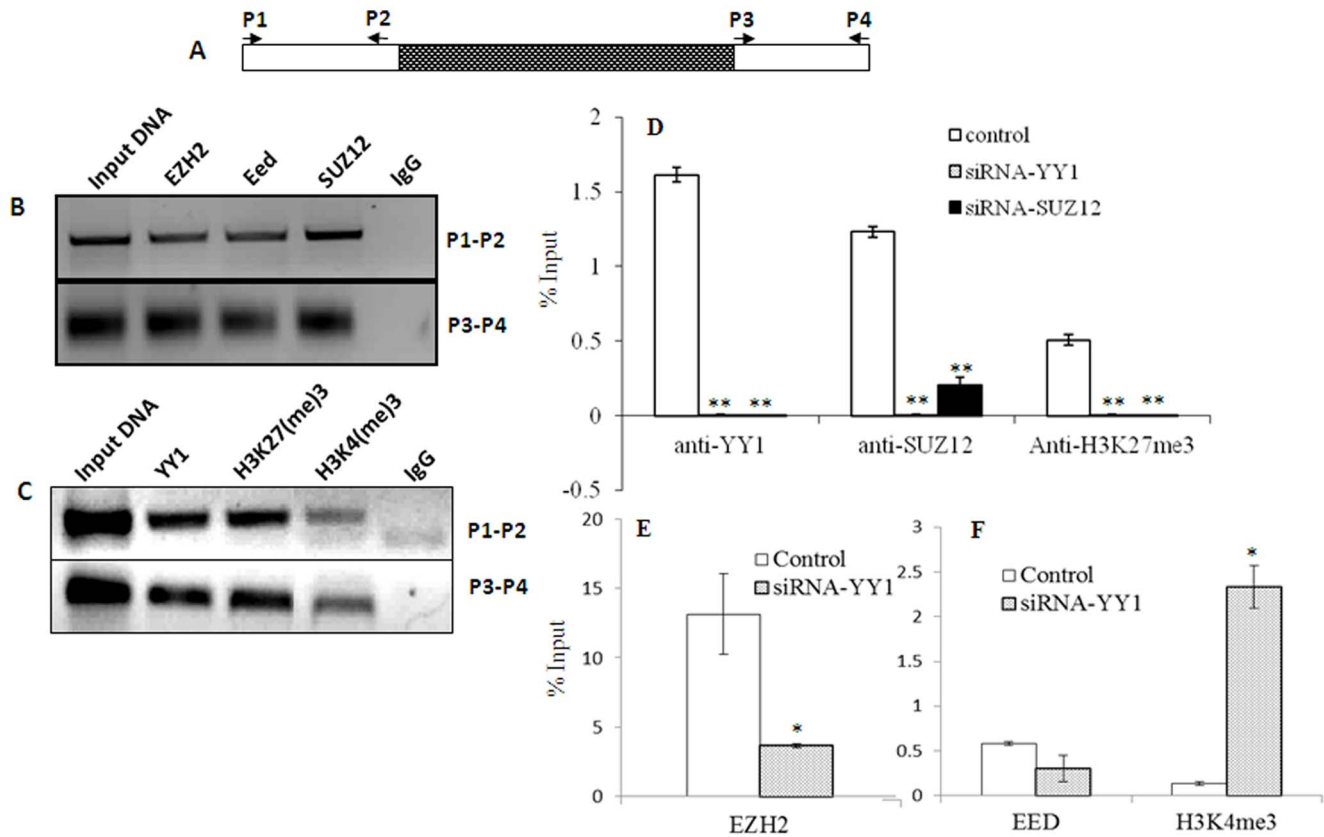 P1 P2 P3 P4
A
B
Input DNA EZH2 Eed SUZ12 IgG
P1-P2
P3-P4
C
Input DNA YY1 H3K27(me)3 H3K4(me)3 IgG
P1-P2
P3-P4
D
control
siRNA-YY1
siRNA-SUZ12
% Input
2
1.5
1
0.5
0
-0.5
** **
** **
** **
anti-YY1 anti-SUZ12 Anti-H3K27me3
E
Control
siRNA-YY1
% Input
20
15
10
5
0
*
EZH2
F
Control
siRNA-YY1
3
2.5
2
1.5
1
0.5
0
*
EED H3K4me3